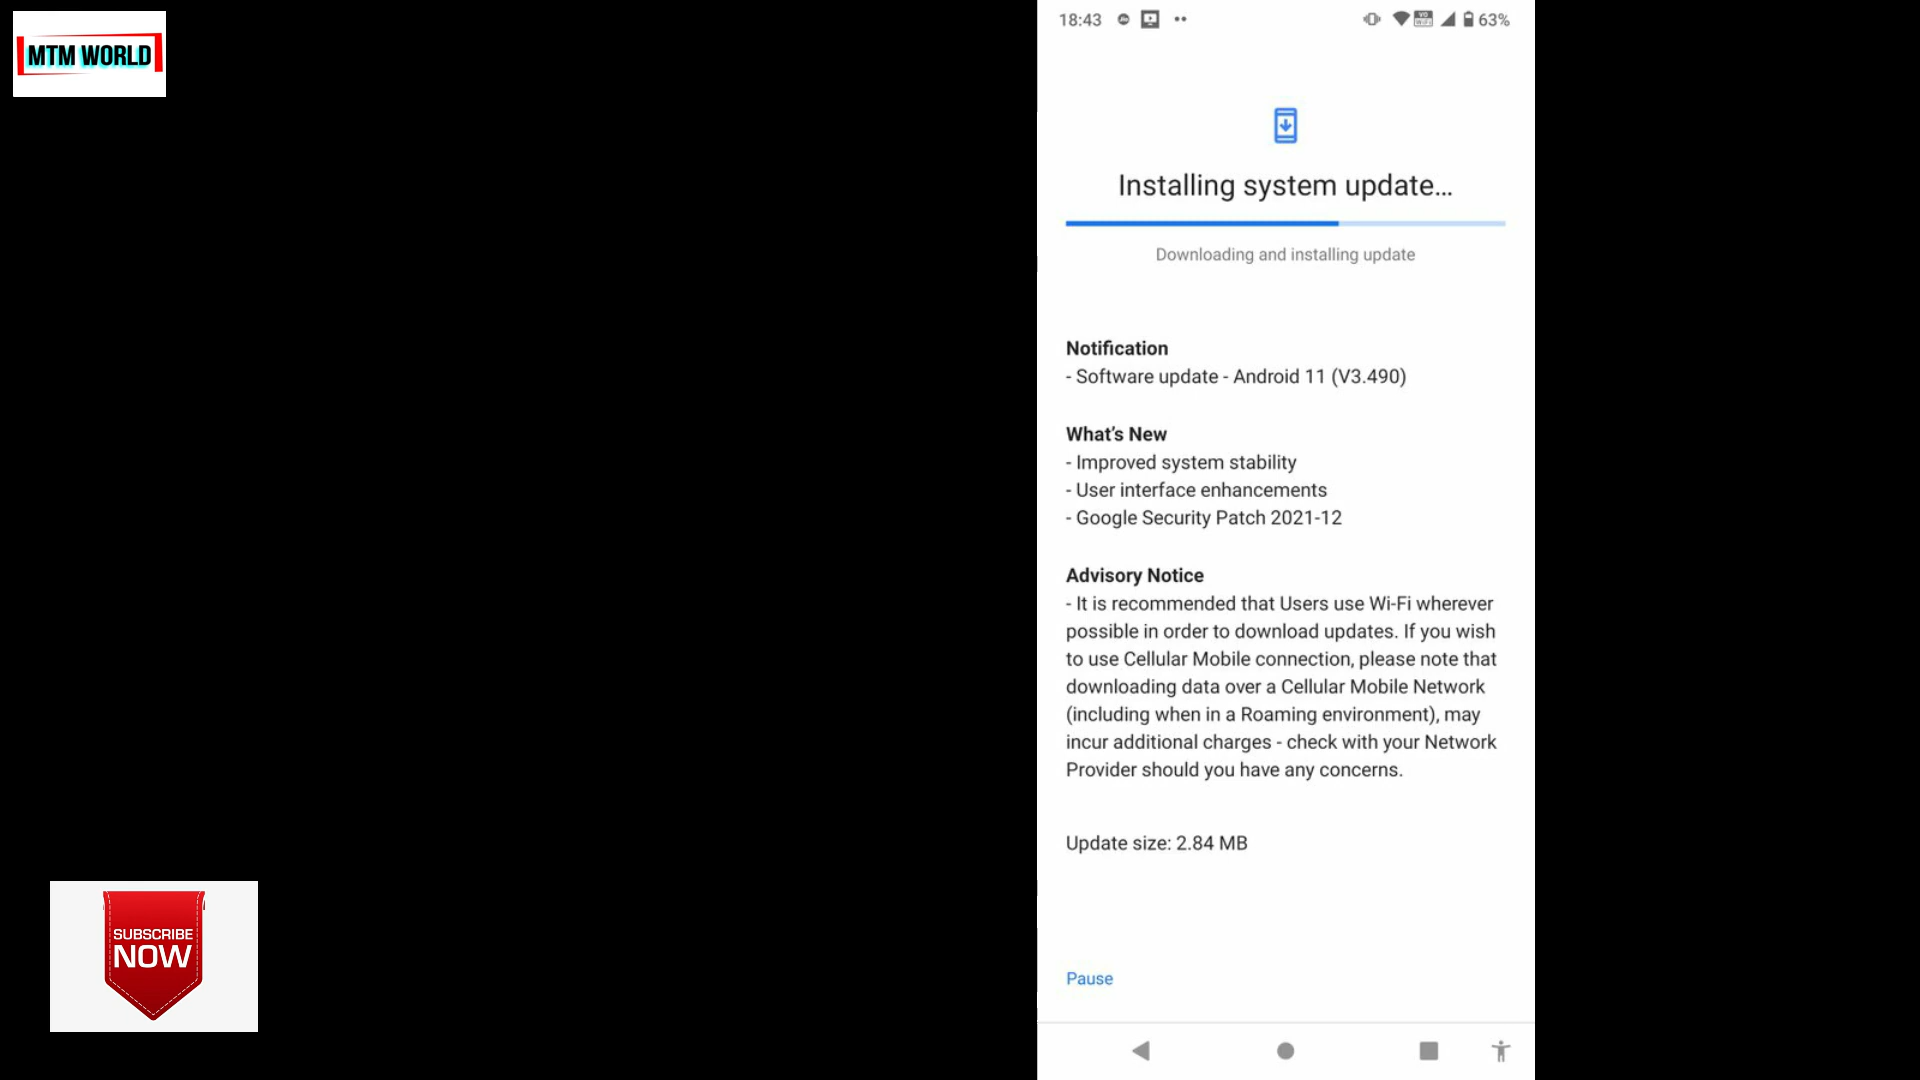 MTM WORLD
18:43
63%
Installing system update...
Downloading and installing update
Notification
- Software update - Android 11 (V3.490)
What's New
- Improved system stability
- User interface enhancements
- Google Security Patch 2021-12
Advisory Notice
- It is recommended that Users use Wi-Fi wherever
possible in order to download updates. If you wish
to use Cellular Mobile connection, please note that
downloading data over a Cellular Mobile Network
(including when in a Roaming environment), may
incur additional charges - check with your Network
Provider should you have any concerns.
Update size: 2.84 MB
Pause
SUBSCRIBE
NOW